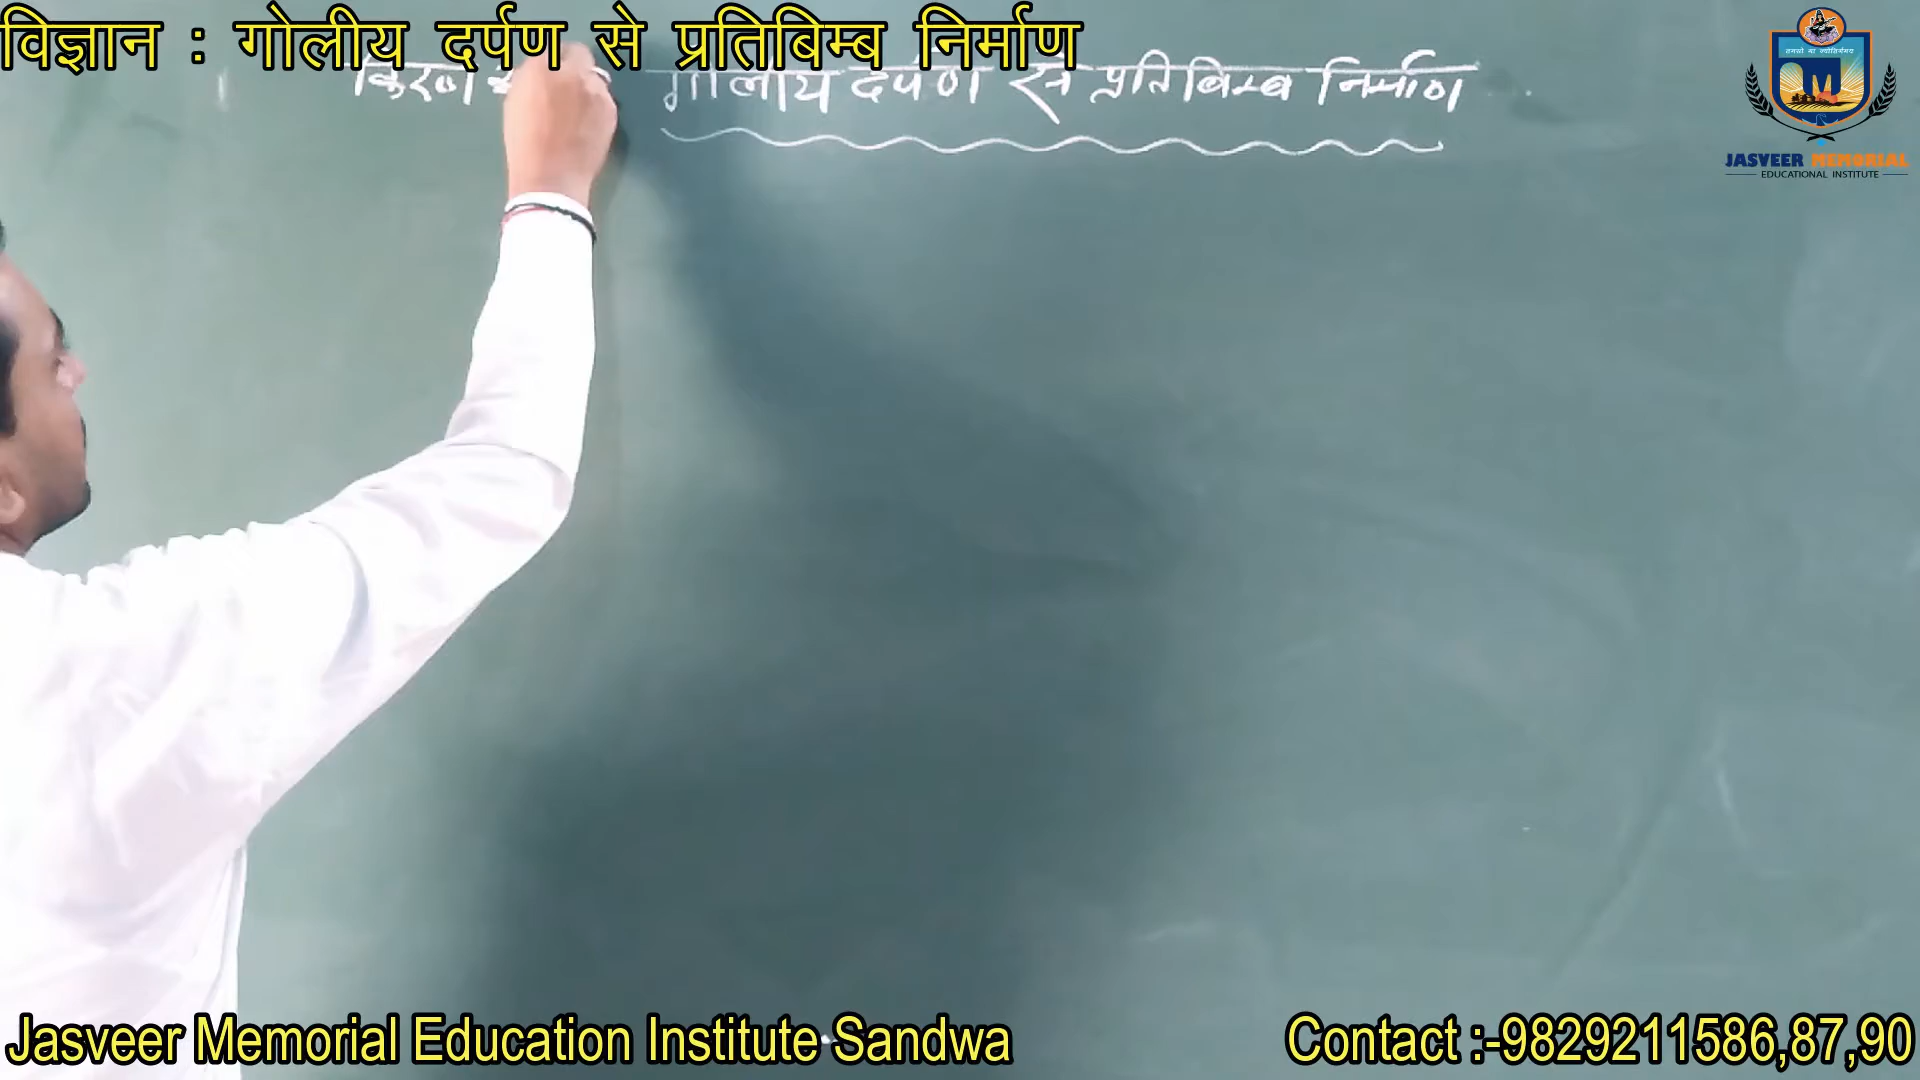 विज्ञान : गोलीय दर्पण से प्रतिबिम्ब निर्माण
किरण गोलीय दर्पण से प्रतिबिम्ब निर्माण
JASVEER MEMORIAL
EDUCATIONAL INSTITUTE
Jasveer Memorial Education Institute Sandwa
Contact :-9829211586,87,90